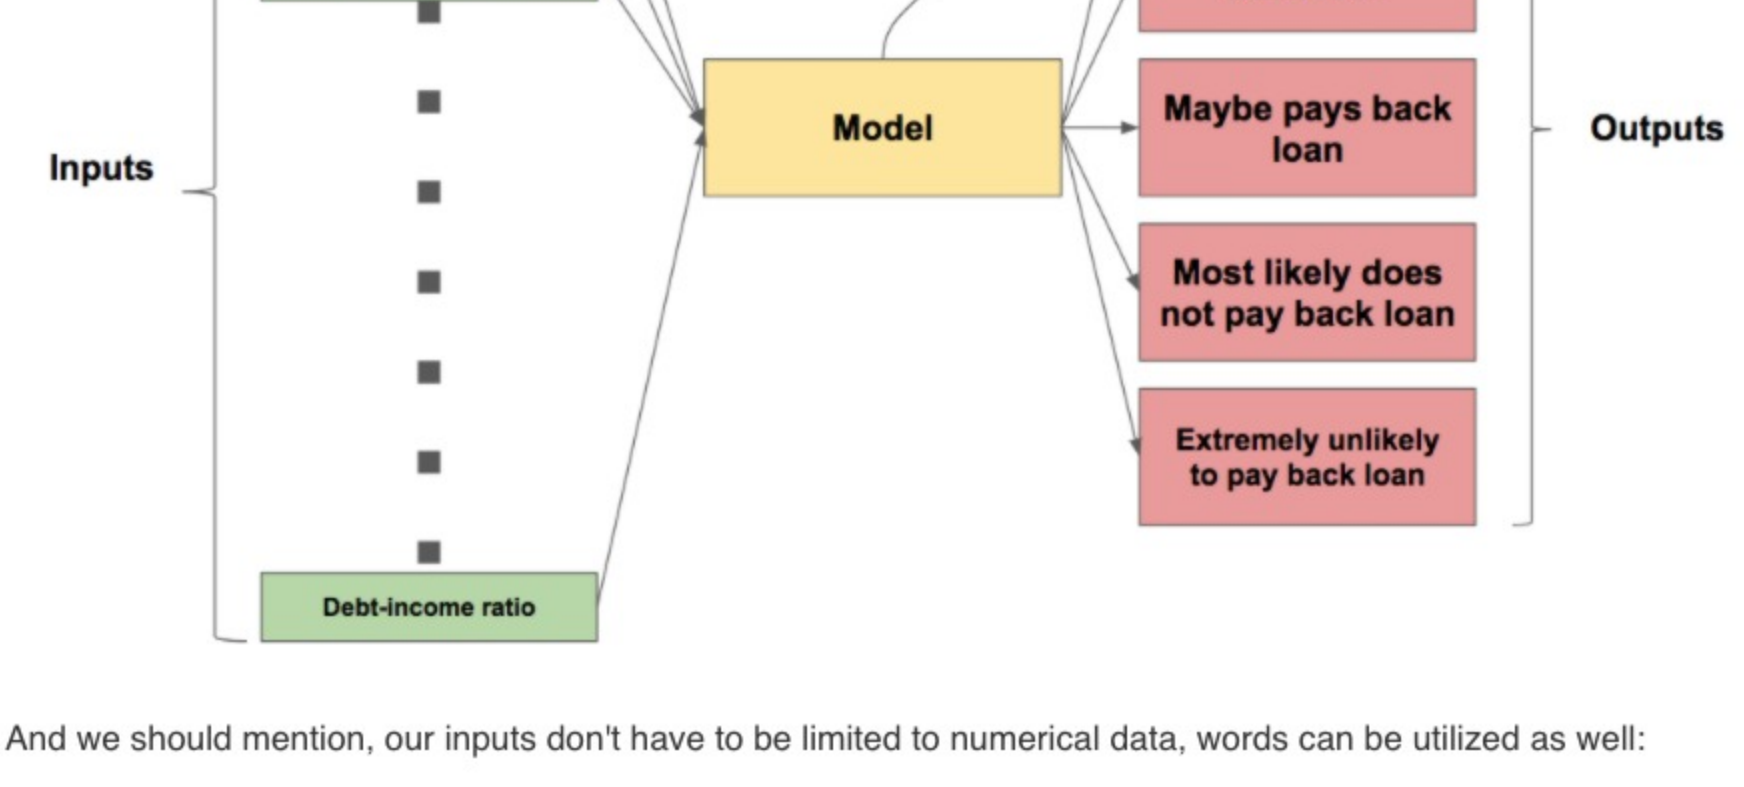 Inputs
Model
Maybe pays back
loan
Outputs
Most likely does
not pay back loan
Extremely unlikely
to pay back loan
Debt-income ratio
And we should mention, our inputs don't have to be limited to numerical data, words can be utilized as well: